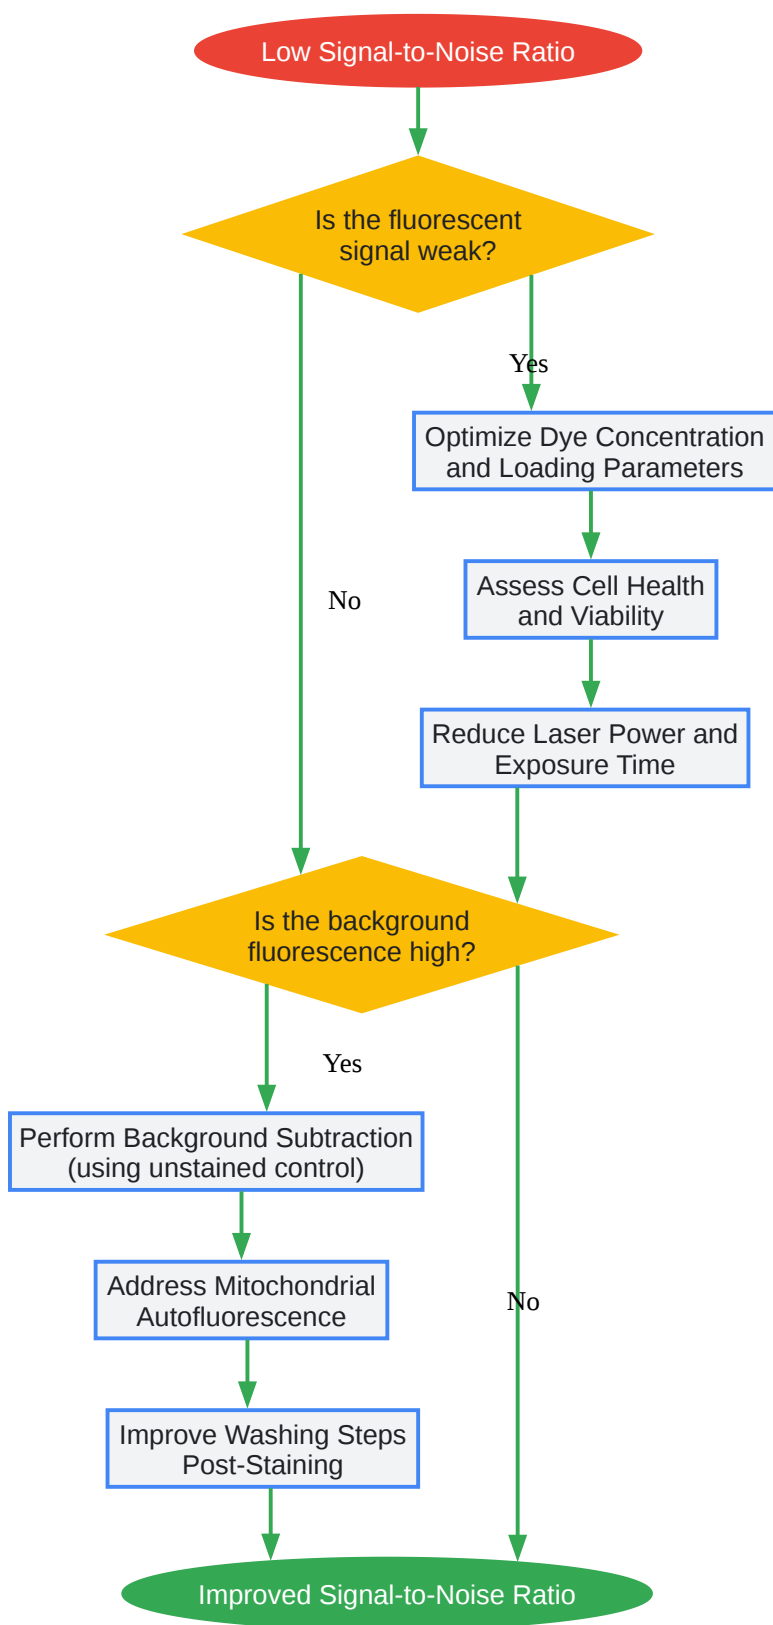 Low Signal-to-Noise Ratio
Is the fluorescent
signal weak?
Yes
Optimize Dye Concentration
and Loading Parameters
Assess Cell Health
and Viability
No
Reduce Laser Power and
Exposure Time
Is the background
fluorescence high?
Yes
Perform Background Subtraction
(using unstained control)
Address Mitochondrial
Autofluorescence
No
Improve Washing Steps
Post-Staining
Improved Signal-to-Noise Ratio